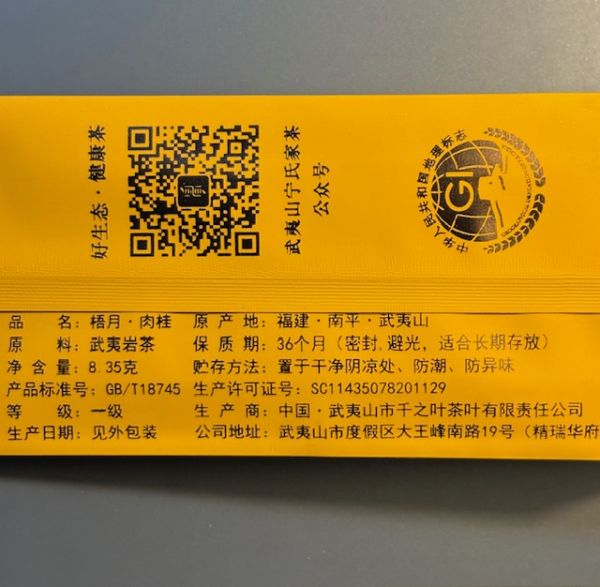 好生态·健康茶
武夷山宁氏家茶
公众号
中华人民共和国地理标志
GI
品 名：梧月·肉桂 原 产 地：福建·南平·武夷山
原 料：武夷岩茶 保 质 期：36个月（密封，避光，适合长期存放）
净 含 量：8.35克 贮存方法：置于干净阴凉处、防潮、防异味
产品标准号：GB/T18745 生产许可证号：SC11435078201129
等 级：一级 生 产 商：中国·武夷山市千之叶茶叶有限责任公司
生产日期：见外包装 公司地址：武夷山市度假区大王峰南路19号（精瑞华府